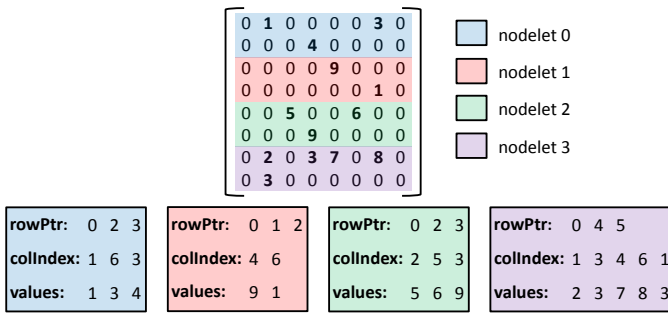 0 1 0 0 0 0 3 0
0 0 0 4 0 0 0 0
0 0 0 0 9 0 0 0
0 0 0 0 0 0 1 0
0 0 5 0 0 6 0 0
0 0 0 9 0 0 0 0
0 2 0 3 7 0 8 0
0 3 0 0 0 0 0 0
nodelet 0
nodelet 1
nodelet 2
nodelet 3
rowPtr: 0 2 3
colIndex: 1 6 3
values: 1 3 4
rowPtr: 0 1 2
colIndex: 4 6
values: 9 1
rowPtr: 0 2 3
colIndex: 2 5 3
values: 5 6 9
rowPtr: 0 4 5
colIndex: 1 3 4 6 1
values: 2 3 7 8 3